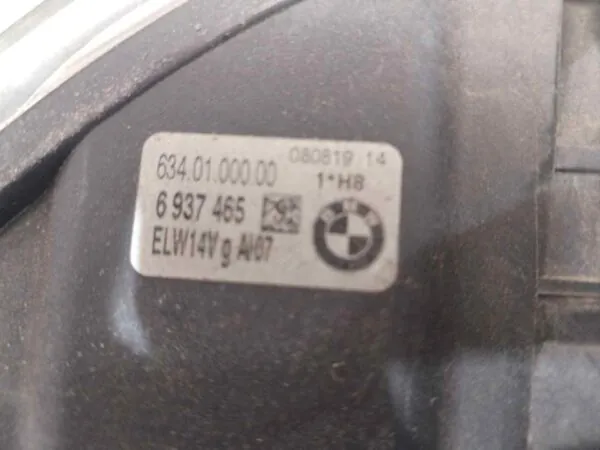 080819 14
634.01.000.00
1*H8
6 937 465
BMW
ELW14V g AI07